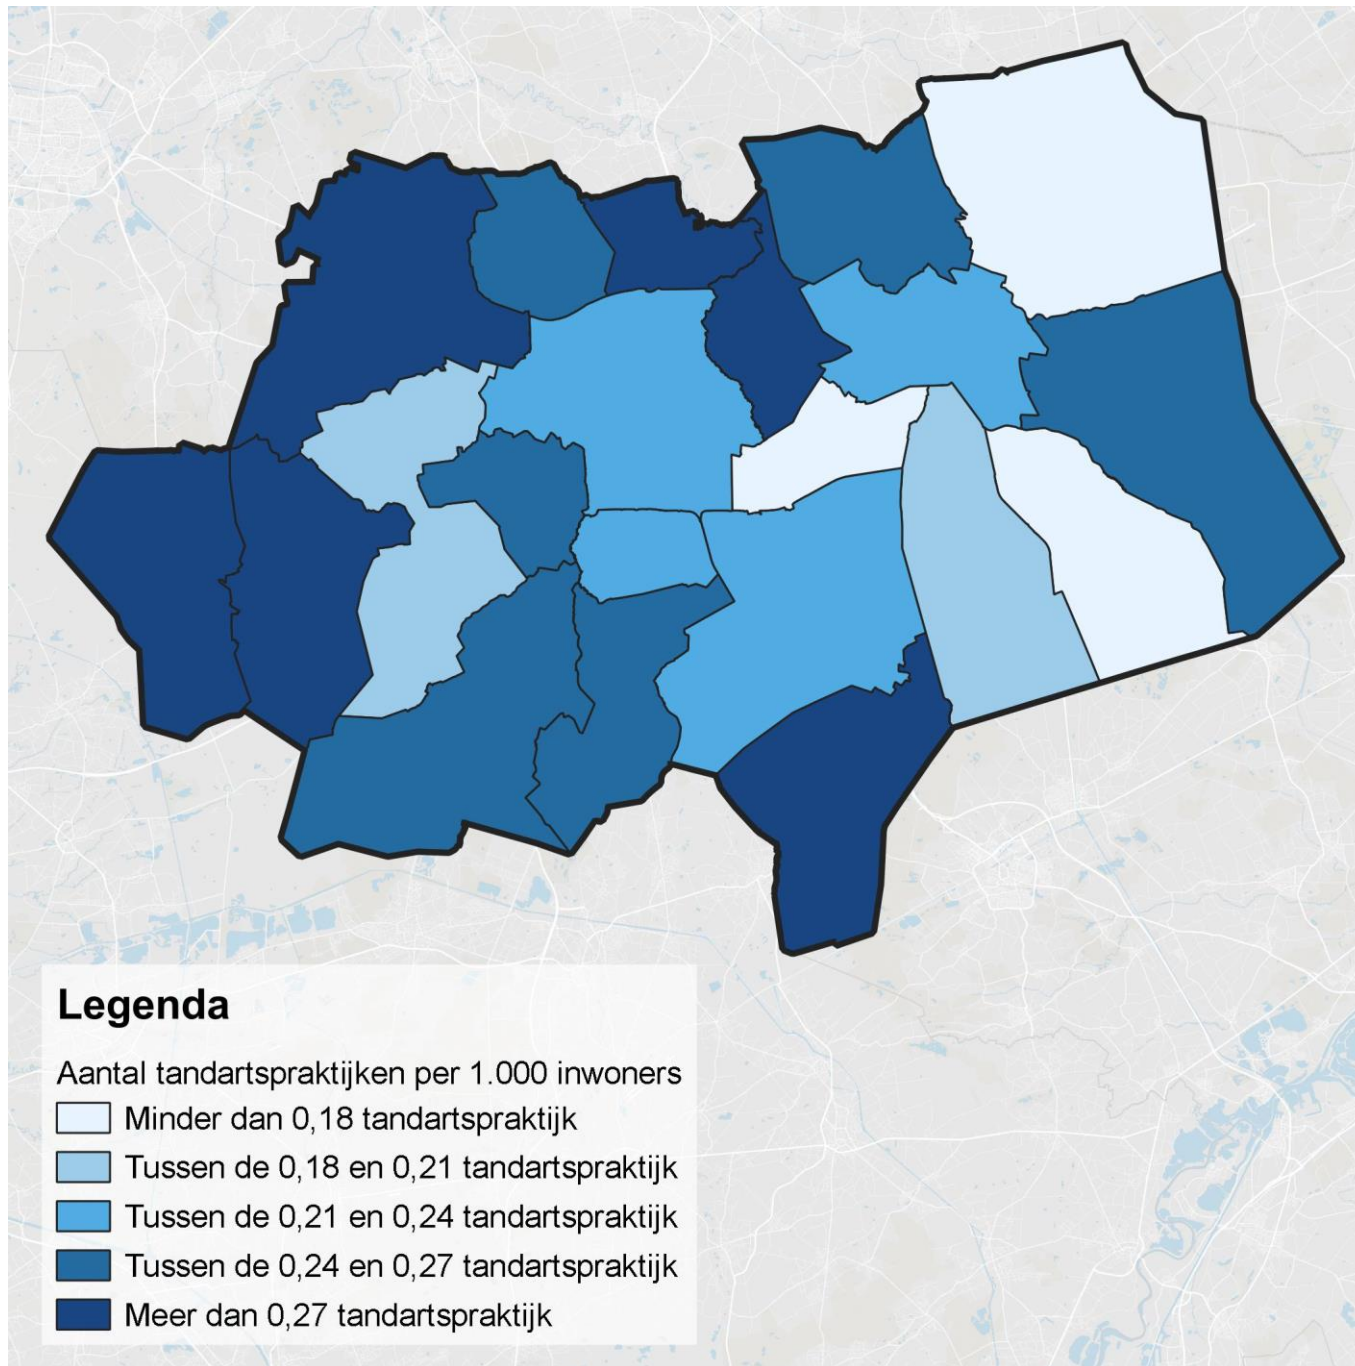 Legenda
Aantal tandartspraktijken per 1.000 inwoners
Minder dan 0,18 tandartspraktijk
Tussen de 0,18 en 0,21 tandartspraktijk
Tussen de 0,21 en 0,24 tandartspraktijk
Tussen de 0,24 en 0,27 tandartspraktijk
Meer dan 0,27 tandartspraktijk